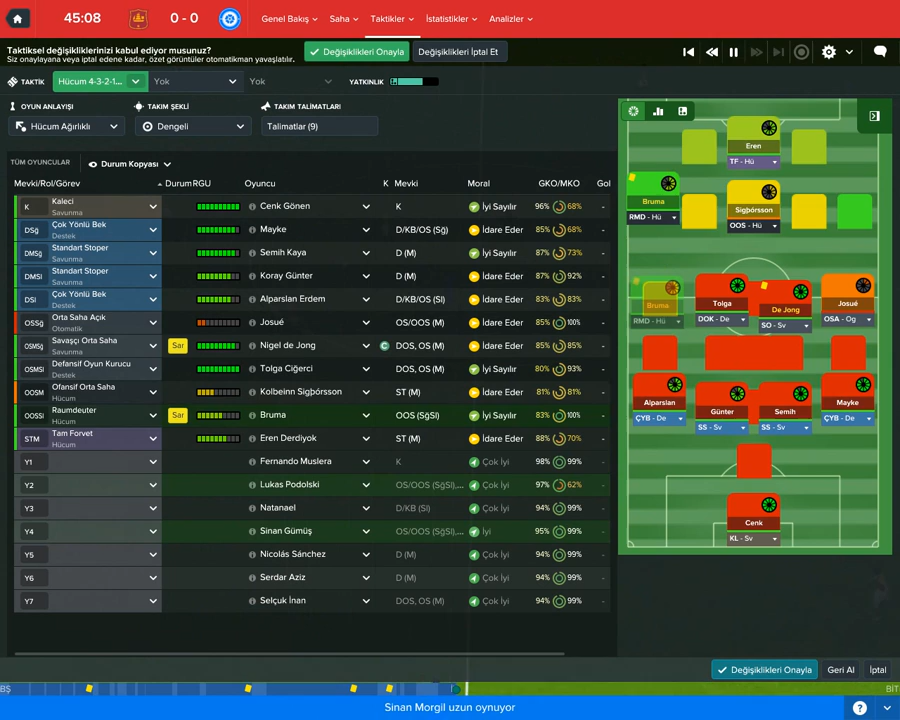 45:08
0 - 0
Genel Bakış
Saha
Taktikler
İstatistikler
Analizler
Taktiksel değişikliklerinizi kabul ediyor musunuz?
Siz onaylayana veya iptal edene kadar, özet görüntüler otomatikman yavaşlatılır.
Değişiklikleri Onayla
Değişiklikleri İptal Et
TAKTİK
Hücum 4-3-2-1...
Yok
Yok
YATKINLIK
OYUN ANLAYIŞI
TAKIM ŞEKLİ
TAKIM TALİMATLARI
Hücum Ağırlıklı
Dengeli
Talimatlar (9)
TÜM OYUNCULAR
Durum Kopyası
Mevki/Rol/Görev Durum RGU Oyuncu K Mevki Moral GKO/MKO Gol
K Kaleci Savunma Cenk Gönen K İyi Sayılır 96% 68% -
DSğ Çok Yönlü Bek Destek Mayke D/KB/OS (Sğ) İdare Eder 85% 68% -
DMSğ Standart Stoper Savunma Semih Kaya D (M) İyi Sayılır 87% 73% -
DMSl Standart Stoper Savunma Koray Günter D (M) İdare Eder 87% 92% -
DSl Çok Yönlü Bek Destek Alparslan Erdem D/KB/OS (Sl) İdare Eder 83% 83% -
OSSğ Orta Saha Açık Otomatik Josué OS/OOS (M) İdare Eder 85% 100% -
OSMSğ Savaşçı Orta Saha Savunma Sar Nigel de Jong C DOS, OS (M) İdare Eder 85% 85% -
OSMSl Defansif Oyun Kurucu Destek Tolga Ciğerci DOS, OS (M) İyi Sayılır 80% 93% -
OOSM Ofansif Orta Saha Hücum Kolbeinn Sigþórsson ST (M) İdare Eder 81% 81% -
OOSSl Raumdeuter Hücum Sar Bruma OOS (SğSl) İyi Sayılır 83% 100% -
STM Tam Forvet Hücum Eren Derdiyok ST (M) İdare Eder 88% 70% -
Y1 Fernando Muslera K Çok İyi 98% 99% -
Y2 Lukas Podolski OS/OOS (SğSl),... Çok İyi 97% 62% -
Y3 Natanael D/KB (Sl) Çok İyi 94% 99% -
Y4 Sinan Gümüş OS/OOS (SğSl),... İyi 95% 99% -
Y5 Nicolás Sánchez D (M) Çok İyi 94% 99% -
Y6 Serdar Aziz D (M) Çok İyi 94% 99% -
Y7 Selçuk İnan DOS, OS (M) Çok İyi 94% 99% -
Eren
TF - Hü
Bruma
RMD - Hü
Sigþórsson
OOS - Hü
Bruma
RMD - Hü
Tolga
DOK - De
De Jong
SO - Sv
Josué
OSA - Og
Alparslan
ÇYB - De
Günter
SS - Sv
Semih
SS - Sv
Mayke
ÇYB - De
Cenk
KL - Sv
Değişiklikleri Onayla
Geri Al
İptal
BŞ
BİT
Sinan Morgil uzun oynuyor
?